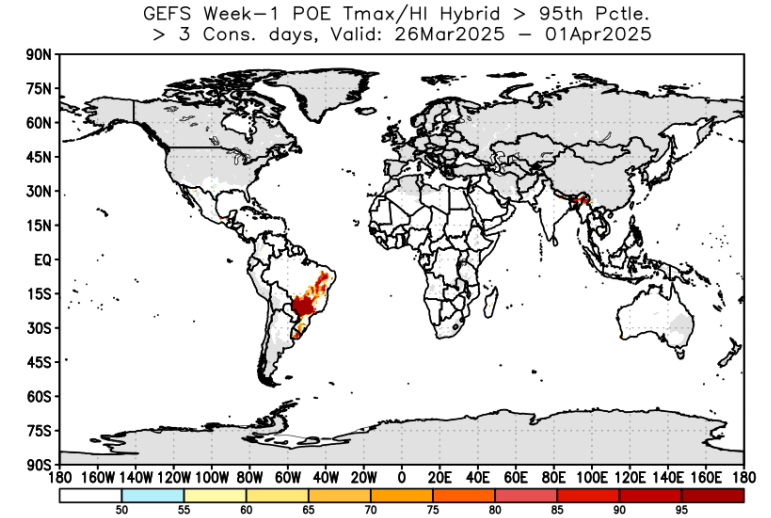 GEFS Week-1 POE Tmax/HI Hybrid > 95th Pctle.
> 3 Cons. days, Valid: 26Mar2025 - 01Apr2025
90N
75N
60N
45N
30N
15N
EQ
15S
30S
45S
60S
75S
90S
180 160W 140W 120W 100W 80W 60W 40W 20W 0 20E 40E 60E 80E 100E 120E 140E 160E 180
50 55 60 65 70 75 80 85 90 95